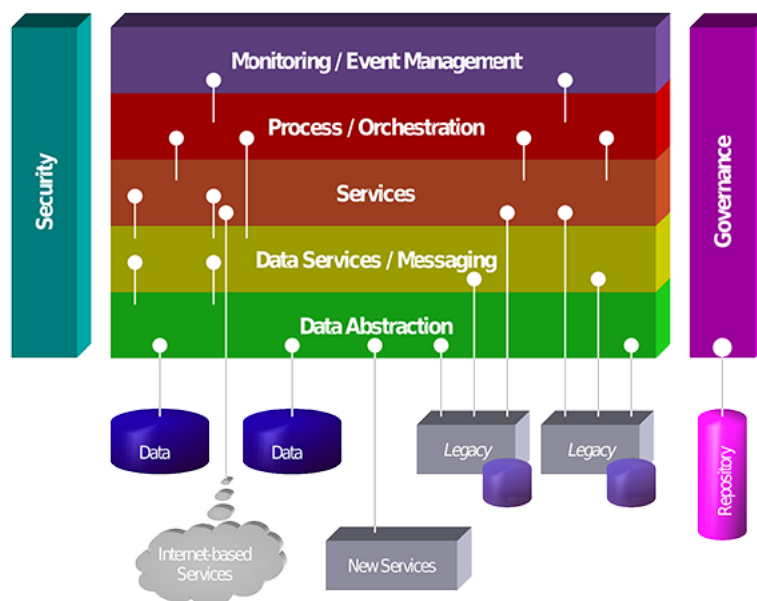 Security
Monitoring / Event Management
Process / Orchestration
Services
Data Services / Messaging
Data Abstraction
Governance
Data
Data
Legacy
Legacy
Repository
Internet-based
Services
New Services